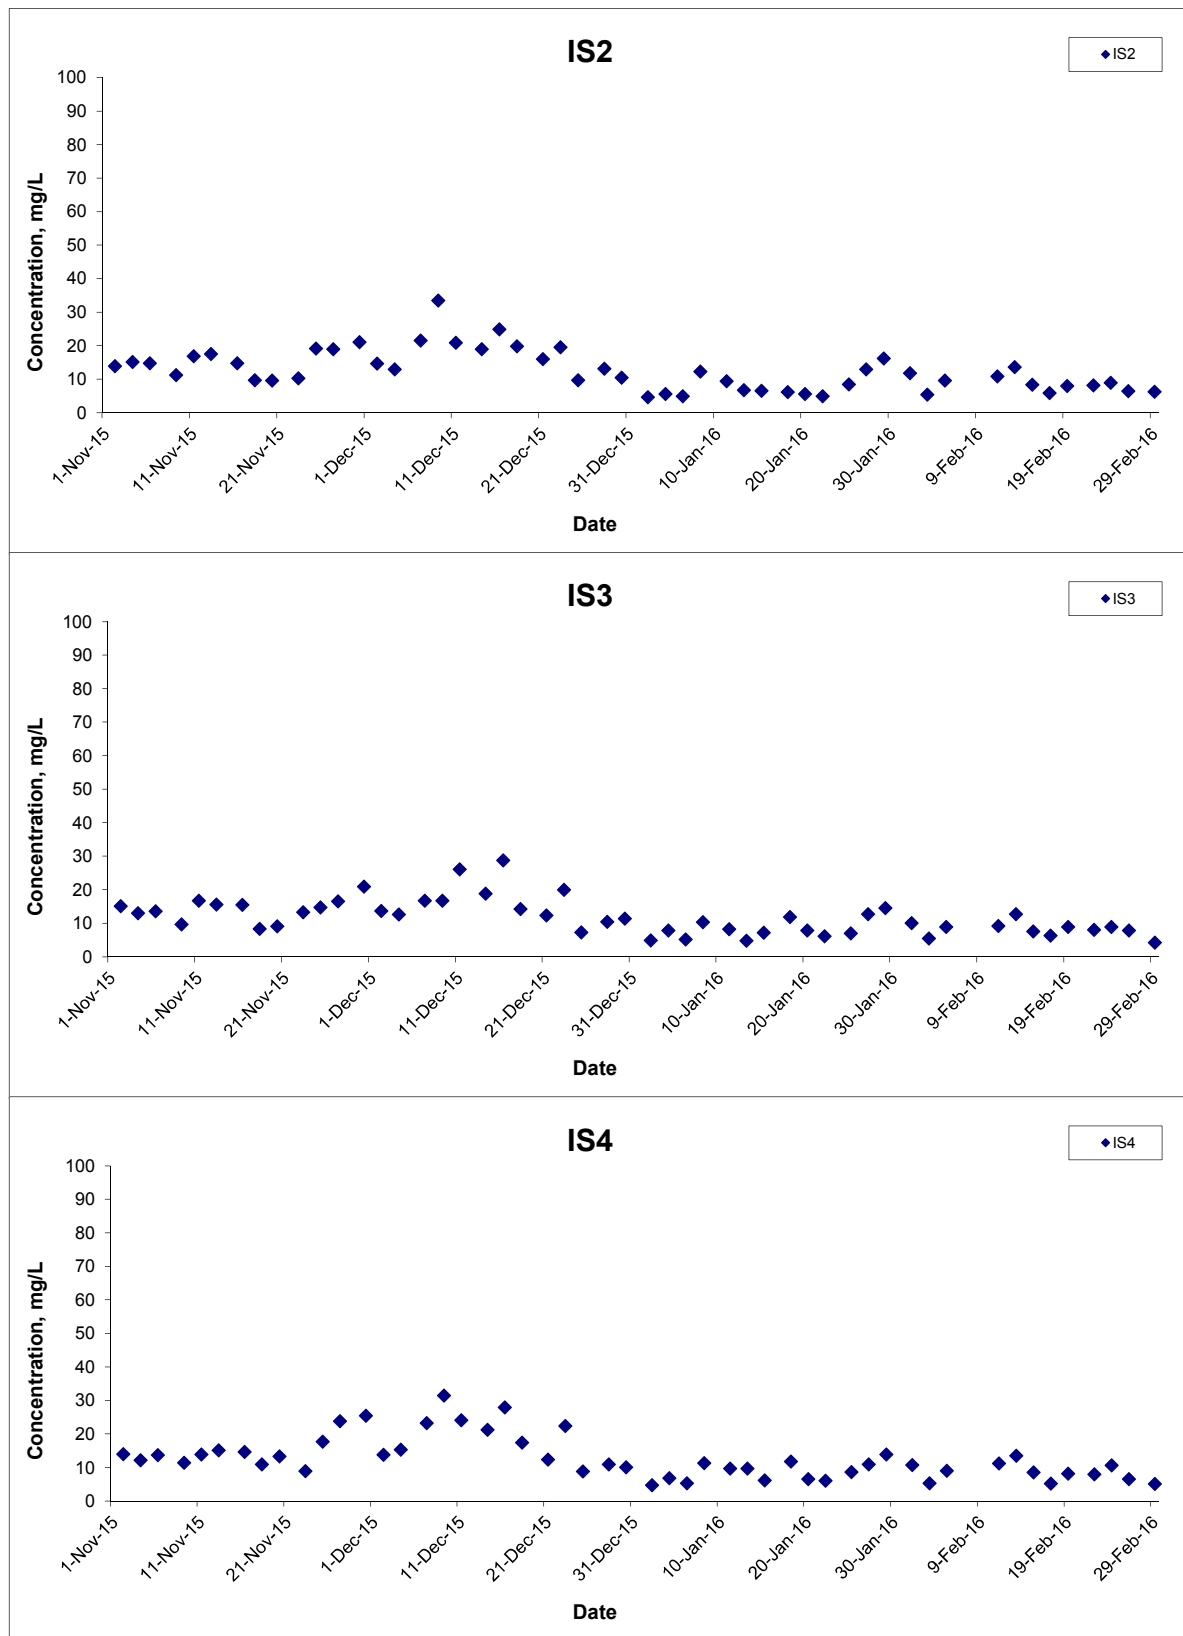 IS2
IS2
100
90
80
70
60
50
40
30
20
10
0
Concentration, mg/L
1-Nov-15
11-Nov-15
21-Nov-15
1-Dec-15
11-Dec-15
21-Dec-15
31-Dec-15
10-Jan-16
20-Jan-16
30-Jan-16
9-Feb-16
19-Feb-16
29-Feb-16
Date
IS3
IS3
100
90
80
70
60
50
40
30
20
10
0
Concentration, mg/L
1-Nov-15
11-Nov-15
21-Nov-15
1-Dec-15
11-Dec-15
21-Dec-15
31-Dec-15
10-Jan-16
20-Jan-16
30-Jan-16
9-Feb-16
19-Feb-16
29-Feb-16
Date
IS4
IS4
100
90
80
70
60
50
40
30
20
10
0
Concentration, mg/L
1-Nov-15
11-Nov-15
21-Nov-15
1-Dec-15
11-Dec-15
21-Dec-15
31-Dec-15
10-Jan-16
20-Jan-16
30-Jan-16
9-Feb-16
19-Feb-16
29-Feb-16
Date